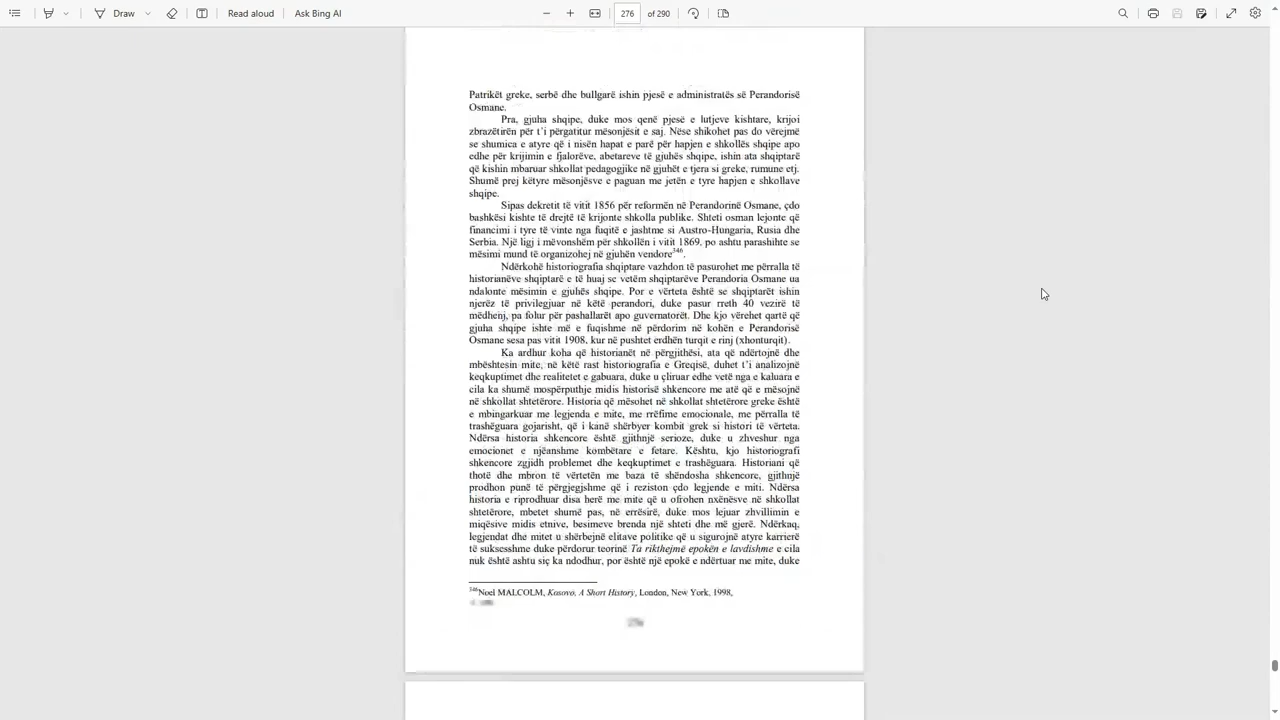 Draw
Read aloud
Ask Bing AI
276 of 290
Patrikët greke, serbë dhe bullgarë ishin pjesë e administratës së Perandorisë
Osmane.
Pra, gjuha shqipe, duke mos qenë pjesë e lutjeve kishtare, krijoi
zbrazëtirën për t'i përgatitur mësonjësit e saj. Nëse shikohet pas do vërejmë
se shumica e atyre që i nisën hapat e parë për hapjen e shkollës shqipe apo
edhe për krijimin e fjalorëve, abetareve të gjuhës shqipe, ishin ata shqiptarë
që kishin mbaruar shkollat pedagogjike në gjuhët e tjera si greke, rumune etj.
Shumë prej këtyre mësonjësve e paguan me jetën e tyre hapjen e shkollave
shqipe.
Sipas dekretit të vitit 1856 për reformën në Perandorinë Osmane, çdo
bashkësi kishte të drejtë të krijonte shkolla publike. Shteti osman lejonte që
financimi i tyre të vinte nga fuqitë e jashtme si Austro-Hungaria, Rusia dhe
Serbia. Një ligj i mëvonshëm për shkollën i vitit 1869, po ashtu parashihte se
mësimi mund të organizohej në gjuhën vendore346.
Ndërkohë historiografia shqiptare vazhdon të pasurohet me përralla të
historianëve shqiptarë e të huaj se vetëm shqiptarëve Perandoria Osmane ua
ndalonte mësimin e gjuhës shqipe. Por e vërteta është se shqiptarët ishin
njerëz të privilegjuar në këtë perandori, duke pasur rreth 40 vezirë të
mëdhenj, pa folur për pashallarët apo guvernatorët. Dhe kjo vërehet qartë që
gjuha shqipe ishte më e fuqishme në përdorim në kohën e Perandorisë
Osmane sesa pas vitit 1908, kur në pushtet erdhën turqit e rinj (xhonturqit).
Ka ardhur koha që historianët në përgjithësi, ata që ndërtojnë dhe
mbështesin mite, në këtë rast historiografia e Greqisë, duhet t'i analizojnë
keqkuptimet dhe realitetet e gabuara, duke u çliruar edhe vetë nga e kaluara e
cila ka shumë mospërputhje midis historisë shkencore me atë që e mësojnë
në shkollat shtetërore. Historia që mësohet në shkollat shtetërore greke është
e mbingarkuar me legjenda e mite, me rrëfime emocionale, me përralla të
trashëguara gojarisht, që i kanë shërbyer kombit grek si histori të vërteta.
Ndërsa historia shkencore është gjithnjë serioze, duke u zhveshur nga
emocionet e njëanshme kombëtare e fetare. Kështu, kjo historiografi
shkencore zgjidh problemet dhe keqkuptimet e trashëguara. Historiani që
thotë dhe mbron të vërtetën me baza të shëndosha shkencore, gjithnjë
prodhon punë të përgjegjshme që i reziston çdo legjende e miti. Ndërsa
historia e riprodhuar disa herë me mite që u ofrohen nxënësve në shkollat
shtetërore, mbetet shumë pas, në errësirë, duke mos lejuar zhvillimin e
miqësive midis etnive, besimeve brenda një shteti dhe më gjerë. Ndërkaq,
legjendat dhe mitet u shërbejnë elitave politike që u sigurojnë atyre karrierë
të suksesshme duke përdorur teorinë Ta rikthejmë epokën e lavdishme e cila
nuk është ashtu siç ka ndodhur, por është një epokë e ndërtuar me mite, duke
346Noel MALCOLM, Kosovo, A Short History, London, New York, 1998,